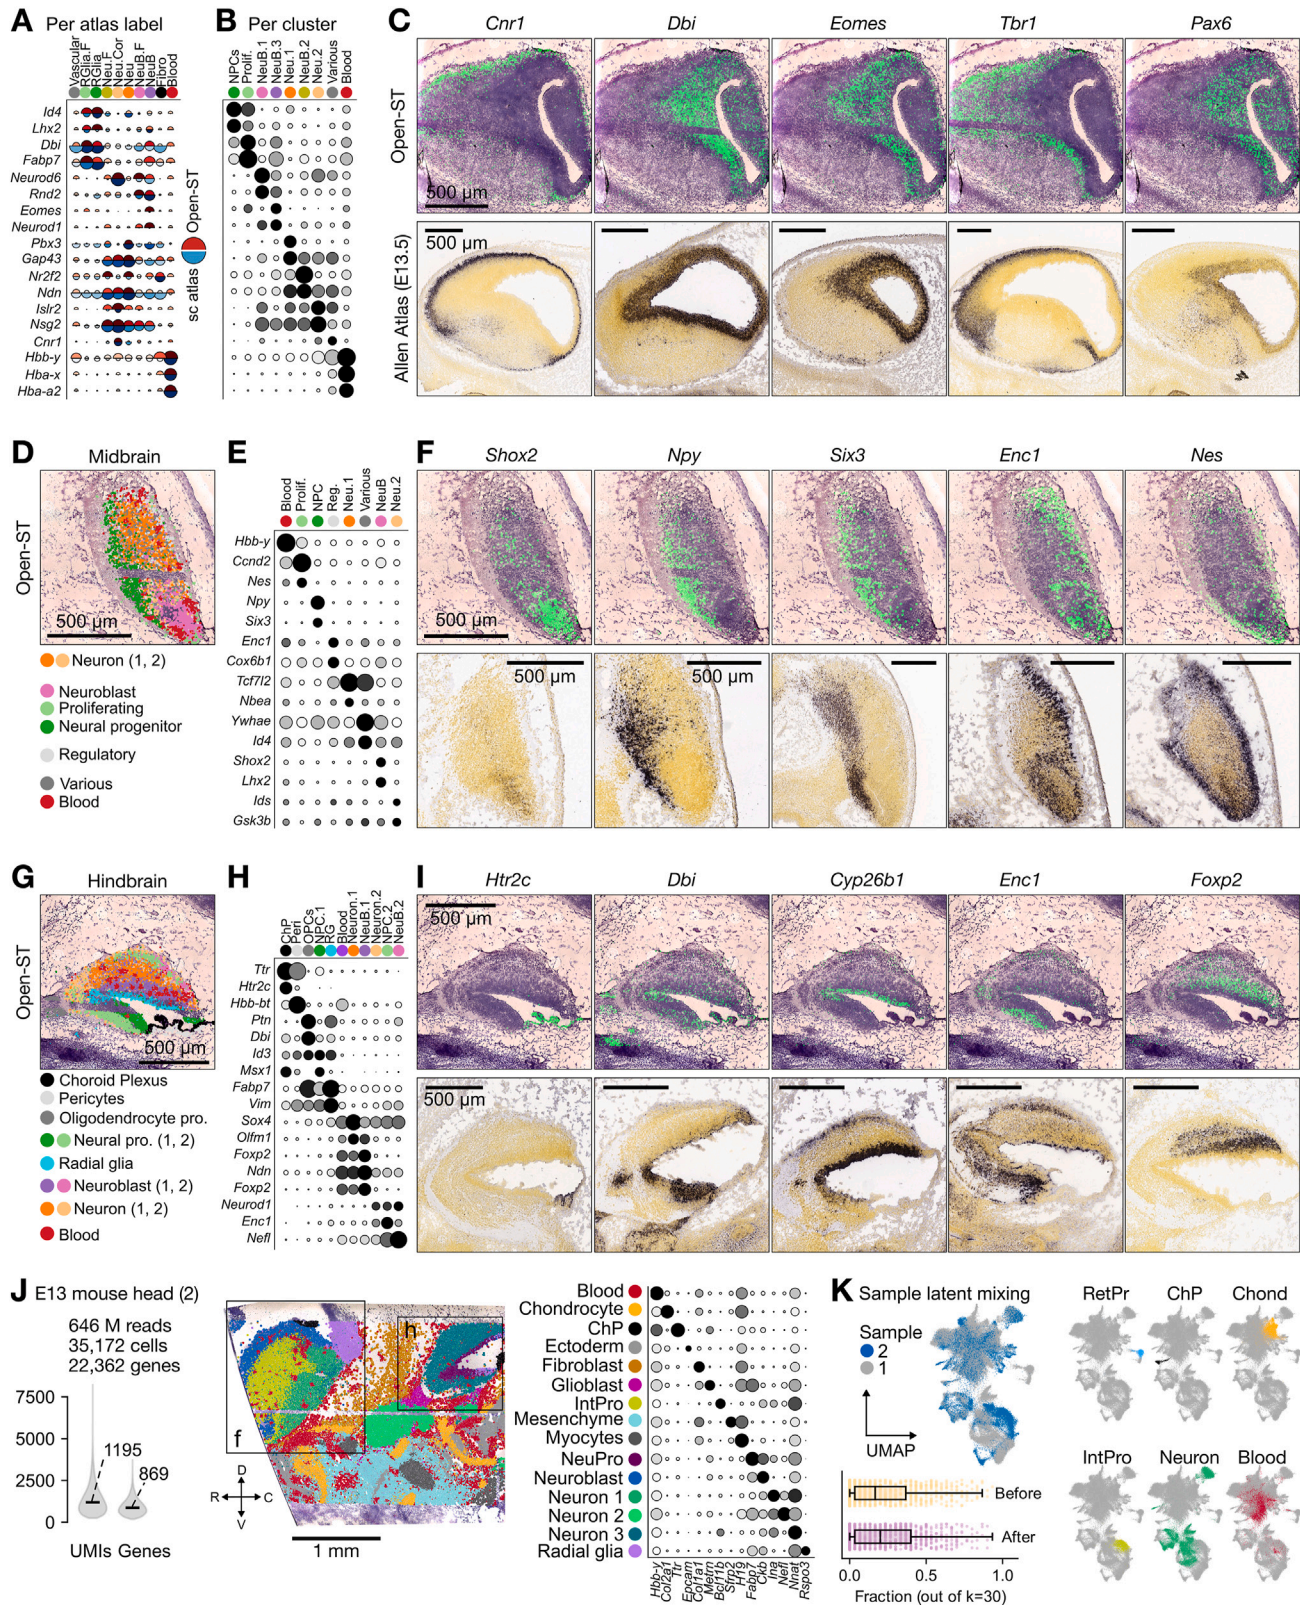 A Per atlas label
Vascular
RGlia.F
RGlia
Neu.F
Neu.Cor
Neu
NeuB.F
NeuB
Fibro
Blood
Id4
Lhx2
Dbi
Fabp7
Neurod6
Rnd2
Eomes
Neurod1
Pbx3
Gap43
Nr2f2
Ndn
Islr2
Nsg2
Cnr1
Hbb-y
Hba-x
Hba-a2
Open-ST
sc atlas
B Per cluster
NPCs
Prolif.
NeuB.1
NeuB.3
Neu.1
NeuB.2
Neu.2
Various
Blood
C Cnr1 Dbi Eomes Tbr1 Pax6
Open-ST
500 µm
Allen Atlas (E13.5)
500 µm
D Midbrain
Open-ST
500 µm
Neuron (1, 2)
Neuroblast
Proliferating
Neural progenitor
Regulatory
Various
Blood
E
Blood
Prolif.
NPC
Reg.
Neu.1
Various
NeuB
Neu.2
Hbb-y
Ccnd2
Nes
Npy
Six3
Enc1
Cox6b1
Tcf7l2
Nbea
Ywhae
Id4
Shox2
Lhx2
Ids
Gsk3b
F Shox2 Npy Six3 Enc1 Nes
500 µm
500 µm 500 µm
G Hindbrain
Open-ST
500 µm
Choroid Plexus
Pericytes
Oligodendrocyte pro.
Neural pro. (1, 2)
Radial glia
Neuroblast (1, 2)
Neuron (1, 2)
Blood
H
ChP
Peri
OPCs
NPC.1
RG
Blood
Neuron.1
NeuB.1
Neuron.2
NPC.2
NeuB.2
Ttr
Htr2c
Hbb-bt
Ptn
Dbi
Id3
Msx1
Fabp7
Vim
Sox4
Olfm1
Foxp2
Ndn
Foxp2
Neurod1
Enc1
Nefl
I Htr2c Dbi Cyp26b1 Enc1 Foxp2
500 µm
500 µm
J E13 mouse head (2)
646 M reads
35,172 cells
22,362 genes
7500
5000
2500
0
1195
869
UMIs Genes
f
h
D
R C
V
1 mm
Blood
Chondrocyte
ChP
Ectoderm
Fibroblast
Glioblast
IntPro
Mesenchyme
Myocytes
NeuPro
Neuroblast
Neuron 1
Neuron 2
Neuron 3
Radial glia
Hbb-y
Col2a1
Ttr
Epcam
Col1a1
Metrn
Bcl11b
Sfrp2
H19
Fabp7
Ckb
Ina
Nefl
Nnat
Rspo3
K Sample latent mixing
Sample
2
1
UMAP
Before
After
0.0 0.5 1.0
Fraction (out of k=30)
RetPr ChP Chond
IntPro Neuron Blood